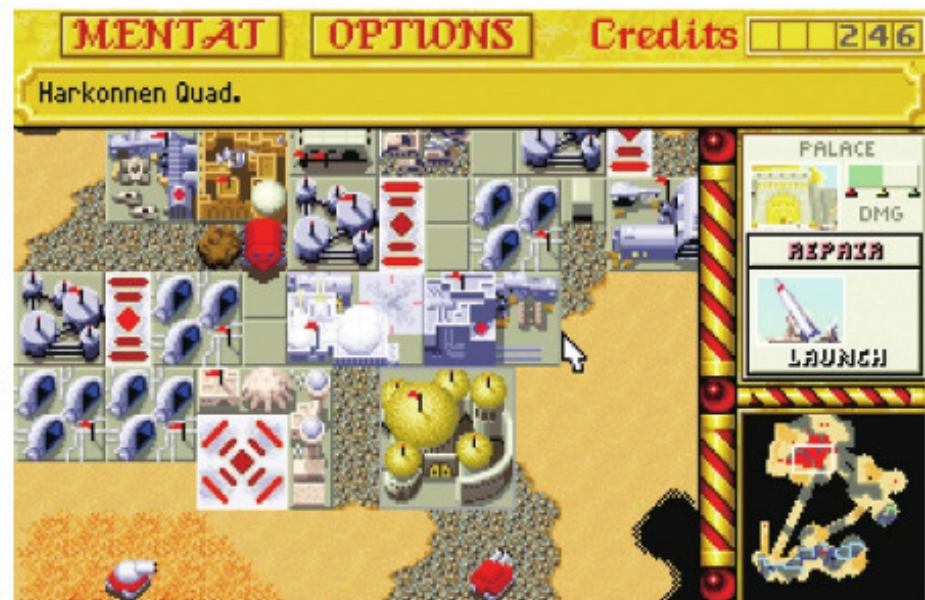 MENTAT OPTIONS Credits 246
Harkonnen Quad.
PALACE
DMG
REPAIR
LAUNCH